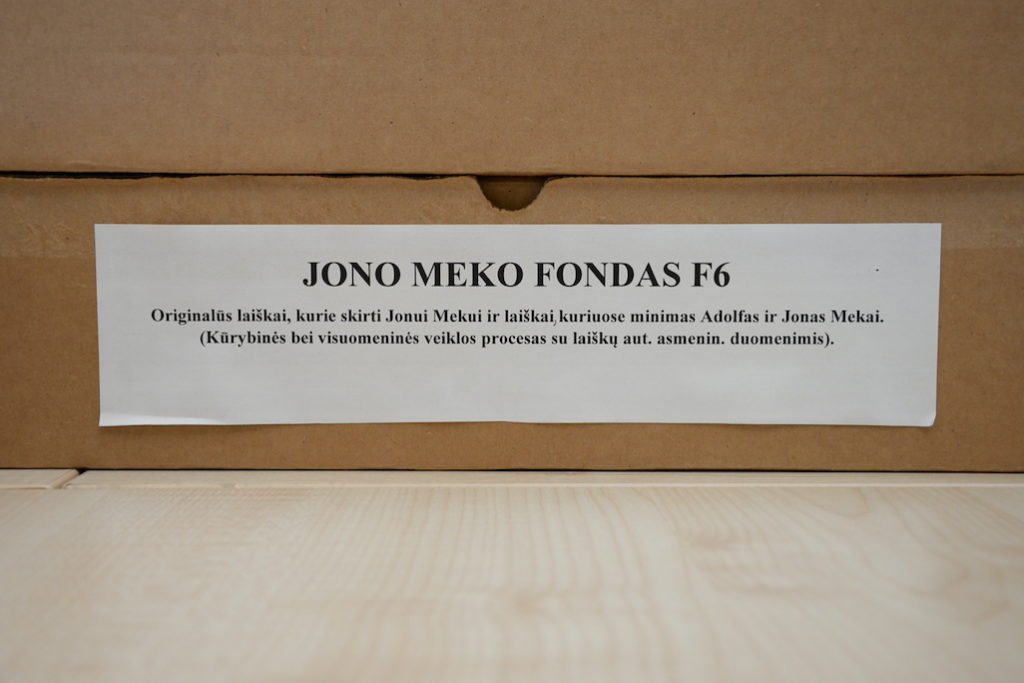 JONO MEKO FONDAS F6
Originalūs laiškai, kurie skirti Jonui Mekui ir laiškai,kuriuose minimas Adolfas ir Jonas Mekai.
(Kūrybinės bei visuomeninės veiklos procesas su laiškų aut. asmenin. duomenimis).